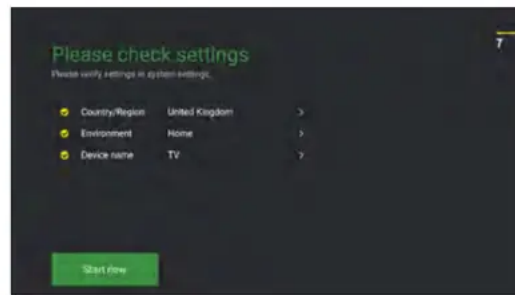 Please check settings
Please verify settings in system settings.
Country/Region United Kingdom >
Environment Home >
Device name TV >
Start now
7